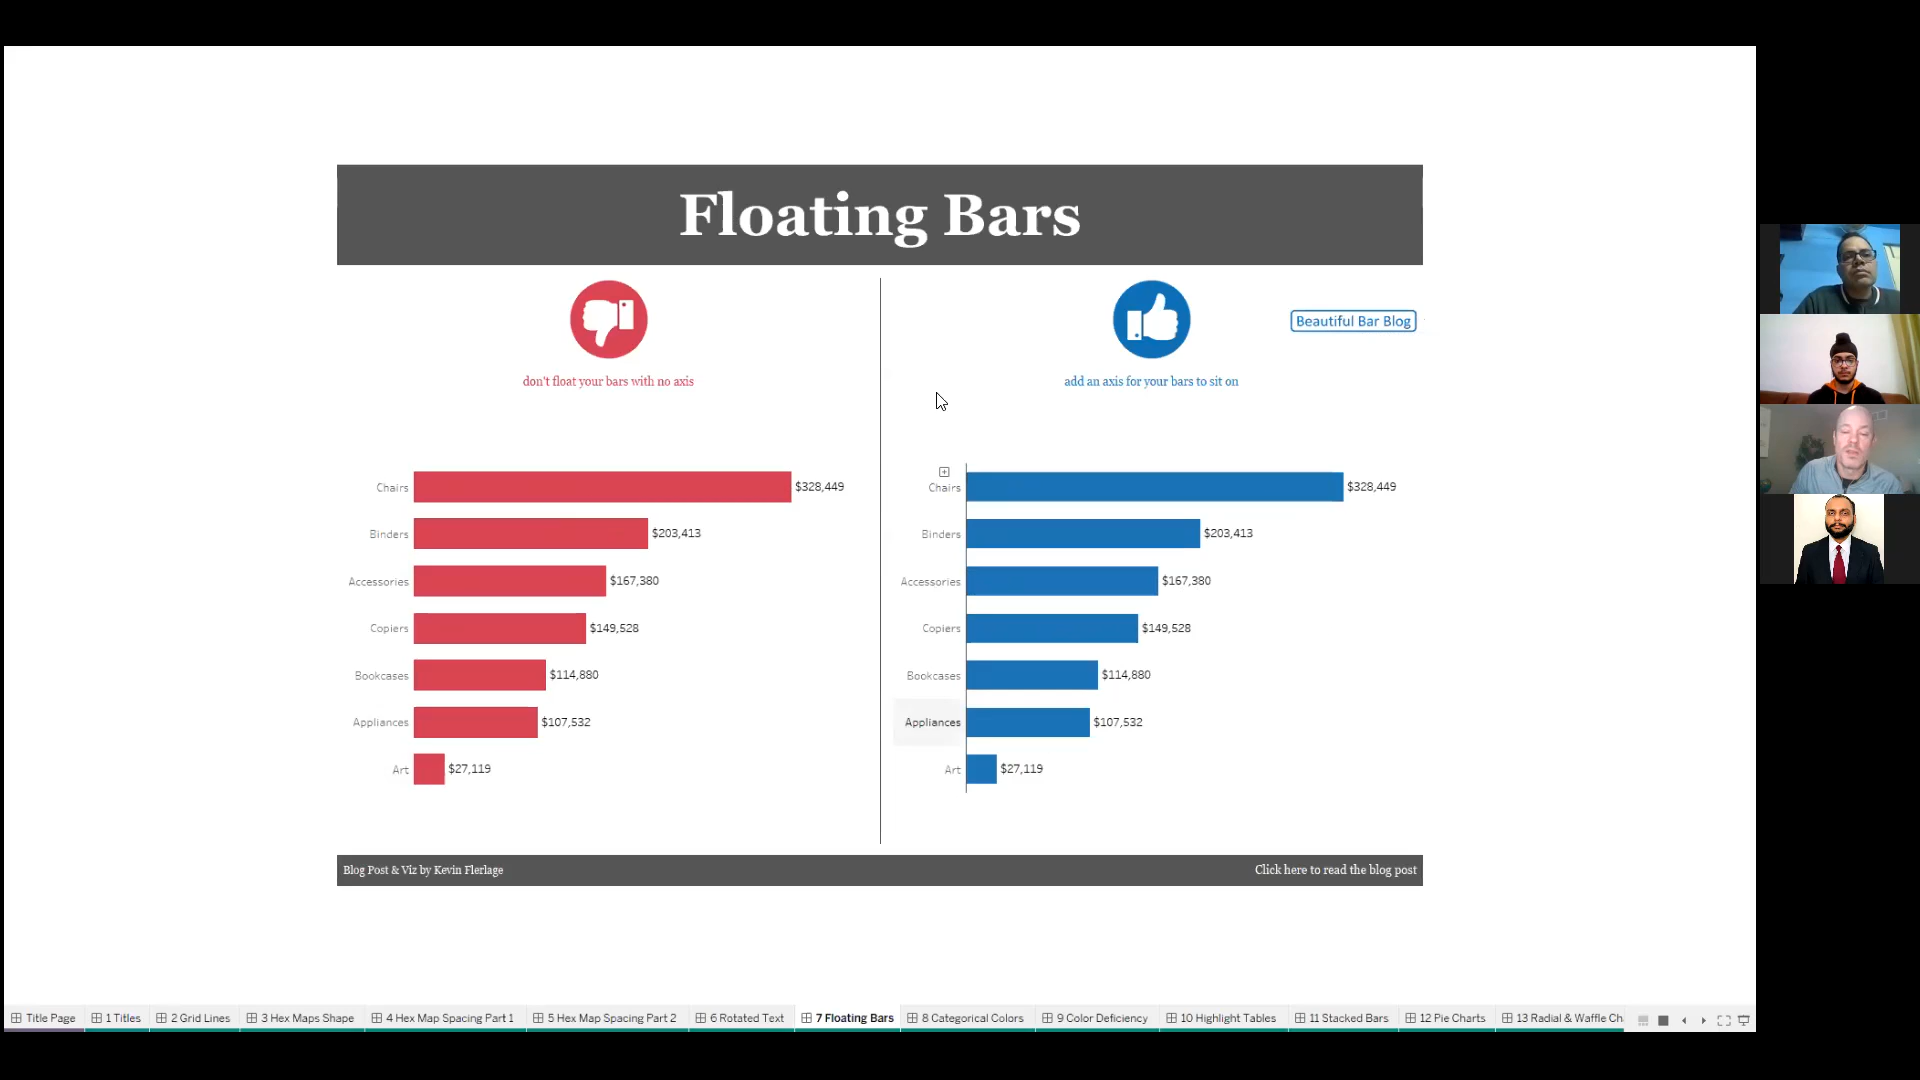 Floating Bars
don't float your bars with no axis
Chairs $328,449
Binders $203,413
Accessories $167,380
Copiers $149,528
Bookcases $114,880
Appliances $107,532
Art $27,119
Beautiful Bar Blog
add an axis for your bars to sit on
Chairs $328,449
Binders $203,413
Accessories $167,380
Copiers $149,528
Bookcases $114,880
Appliances $107,532
Art $27,119
Blog Post & Viz by Kevin Flerlage
Click here to read the blog post
Title Page 1 Titles 2 Grid Lines 3 Hex Maps Shape 4 Hex Map Spacing Part 1 5 Hex Map Spacing Part 2 6 Rotated Text 7 Floating Bars 8 Categorical Colors 9 Color Deficiency 10 Highlight Tables 11 Stacked Bars 12 Pie Charts 13 Radial & Waffle Ch